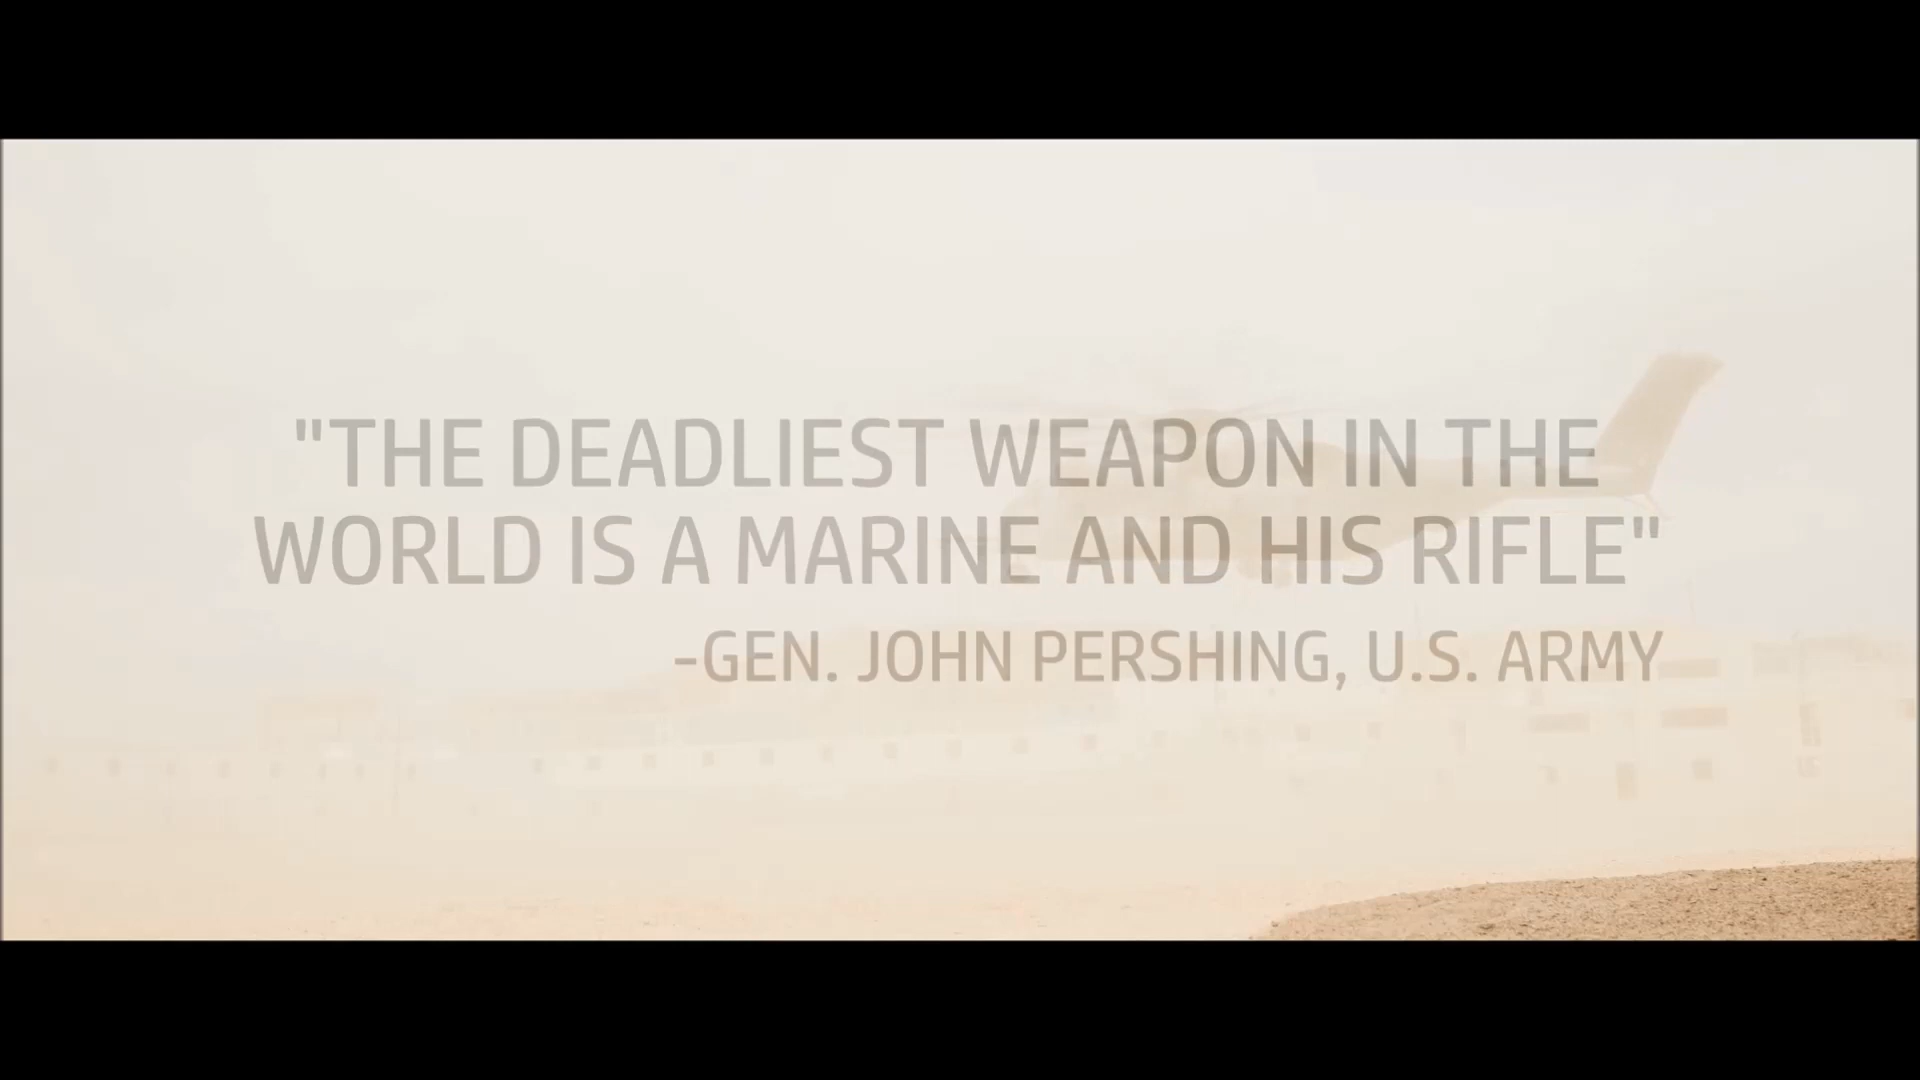 "THE DEADLIEST WEAPON IN THE
WORLD IS A MARINE AND HIS RIFLE"
-GEN. JOHN PERSHING, U.S. ARMY